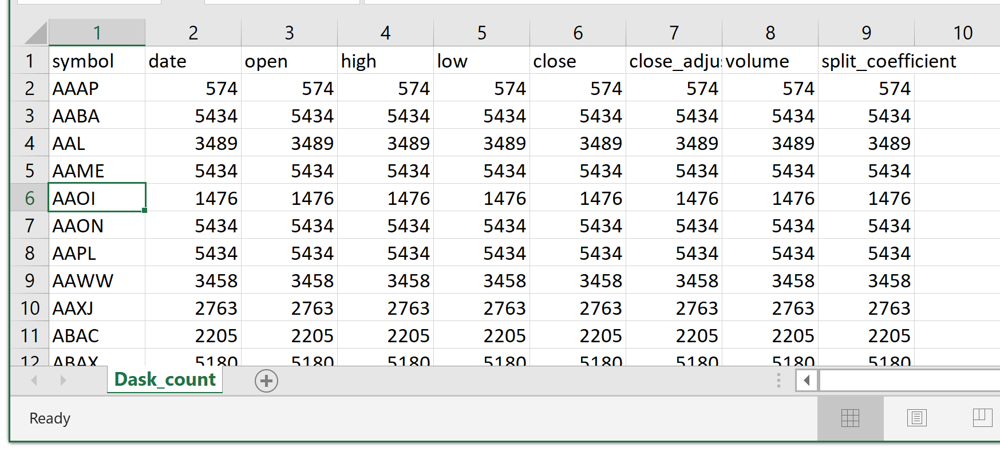 1 2 3 4 5 6 7 8 9 10
1 symbol date open high low close close_adju volume split_coefficient
2 AAAP 574 574 574 574 574 574 574 574
3 AABA 5434 5434 5434 5434 5434 5434 5434 5434
4 AAL 3489 3489 3489 3489 3489 3489 3489 3489
5 AAME 5434 5434 5434 5434 5434 5434 5434 5434
6 AAOI 1476 1476 1476 1476 1476 1476 1476 1476
7 AAON 5434 5434 5434 5434 5434 5434 5434 5434
8 AAPL 5434 5434 5434 5434 5434 5434 5434 5434
9 AAWW 3458 3458 3458 3458 3458 3458 3458 3458
10 AAXJ 2763 2763 2763 2763 2763 2763 2763 2763
11 ABAC 2205 2205 2205 2205 2205 2205 2205 2205
12 ABAX 5180 5180 5180 5180 5180 5180 5180 5180
Dask_count
Ready